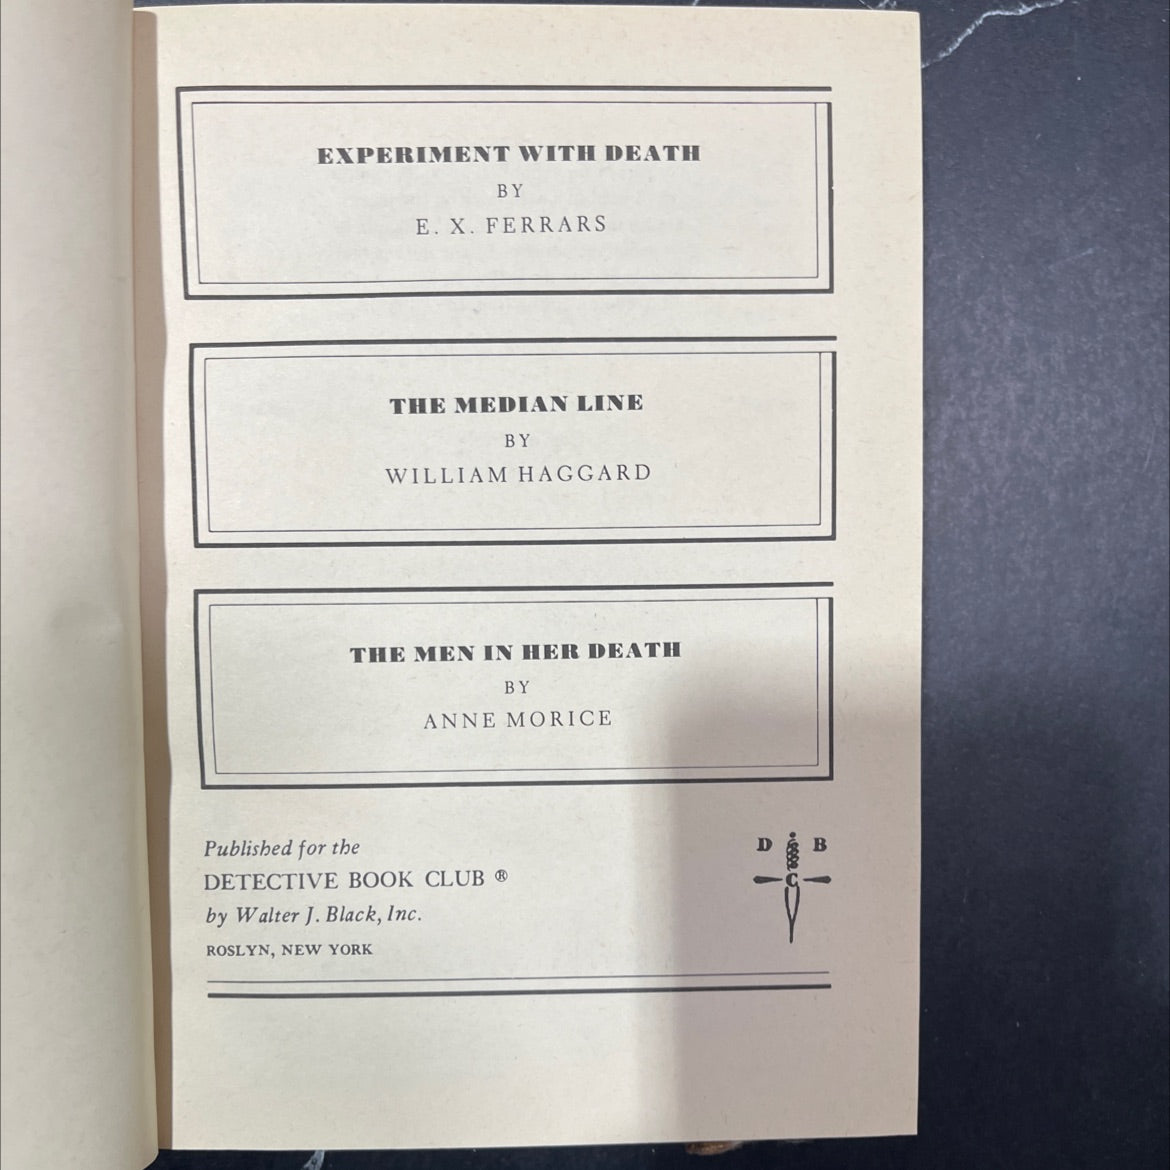 EXPERIMENT WITH DEATH
BY
E. X. FERRARS
THE MEDIAN LINE
BY
WILLIAM HAGGARD
THE MEN IN HER DEATH
BY
ANNE MORICE
Published for the
DETECTIVE BOOK CLUB ®
by Walter J. Black, Inc.
ROSLYN, NEW YORK
D B
C